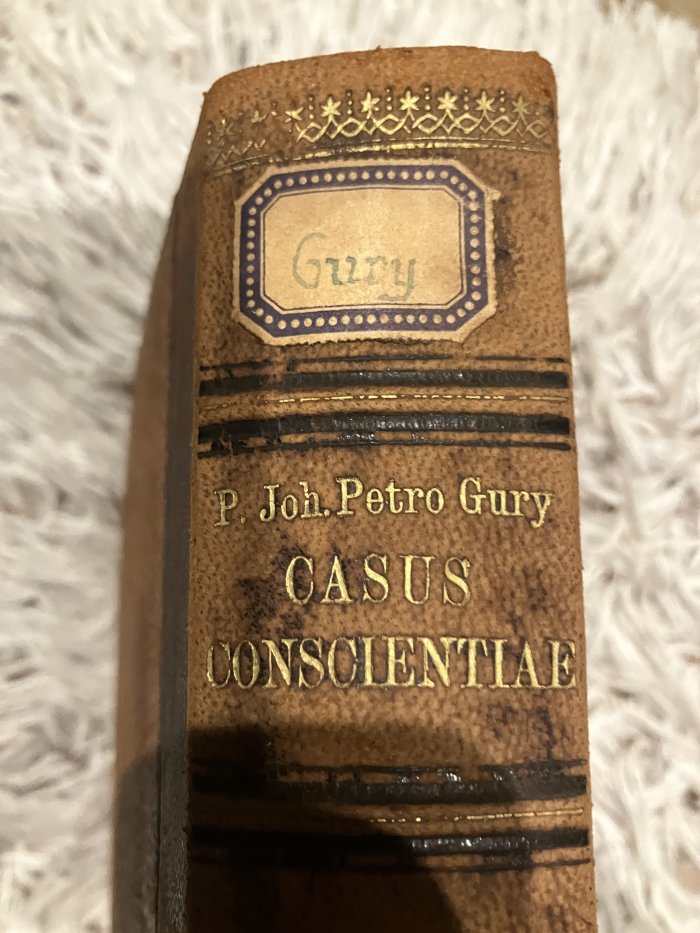 Gury
P. Joh. Petro Gury
CASUS
CONSCIENTIAE